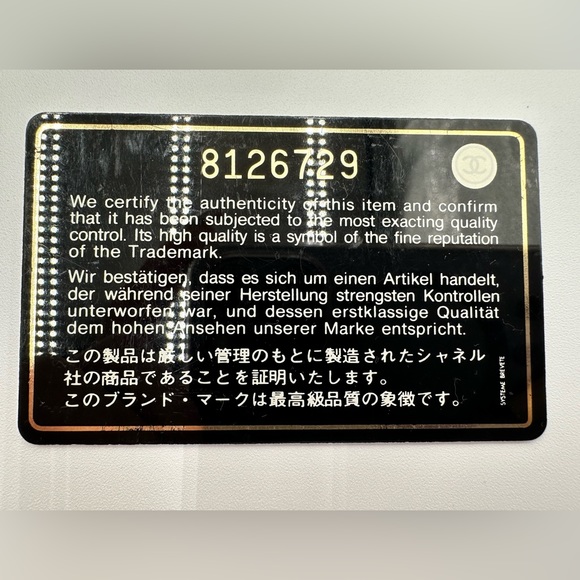 8126729
We certify the authenticity of this item and confirm
that it has been subjected to the most exacting quality
control. Its high quality is a symbol of the fine reputation
of the Trademark.
Wir bestätigen, dass es sich um einen Artikel handelt,
der während seiner Herstellung strengsten Kontrollen
unterworfen war, und dessen erstklassige Qualität
dem hohen Ansehen unserer Marke entspricht.
この製品は厳しい管理のもとに製造されたシャネル
社の商品であることを証明いたします。
このブランド・マークは最高級品質の象徴です。
SYSTEME BREVETE